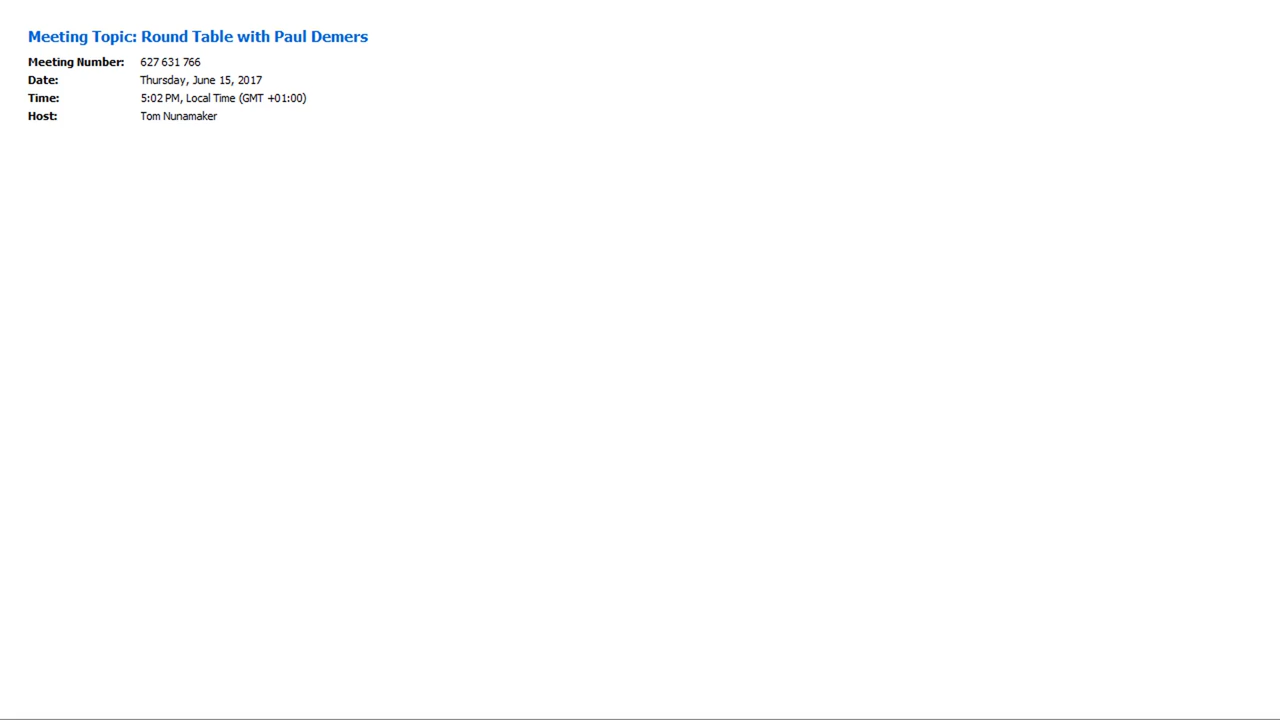 Meeting Topic: Round Table with Paul Demers
Meeting Number: 627 631 766
Date: Thursday, June 15, 2017
Time: 5:02 PM, Local Time (GMT +01:00)
Host: Tom Nunamaker